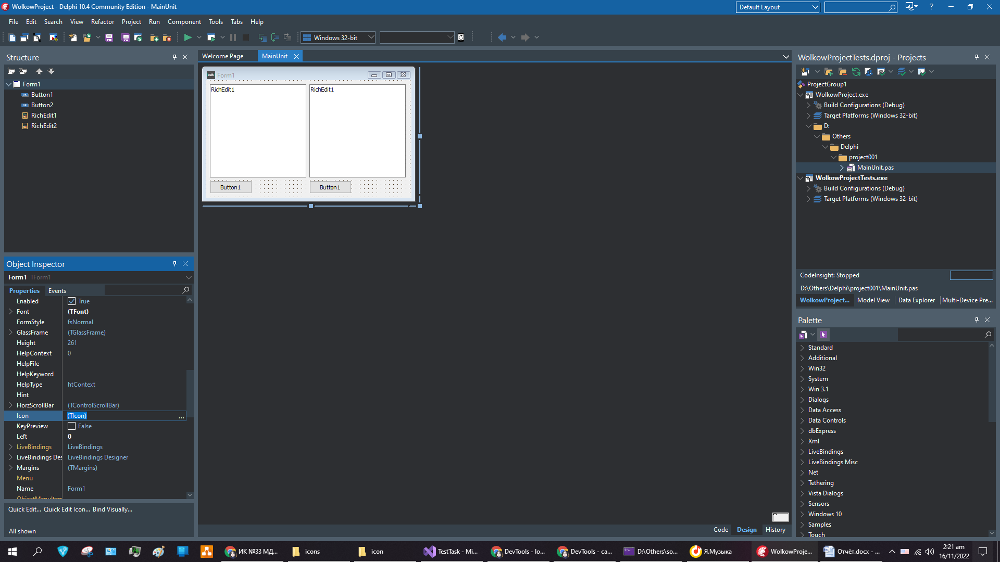 WolkowProject - Delphi 10.4 Community Edition - MainUnit
Default Layout
?
File Edit Search View Refactor Project Run Component Tools Tabs Help
Windows 32-bit
Structure
Form1
Button1
Button2
RichEdit1
RichEdit2
Object Inspector
Form1 TForm1
Properties Events
Enabled True
Font (TFont)
FormStyle fsNormal
GlassFrame (TGlassFrame)
Height 261
HelpContext 0
HelpFile
HelpKeyword
HelpType htContext
Hint
HorzScrollBar (TControlScrollBar)
Icon (TIcon) ...
KeyPreview False
Left 0
LiveBindings LiveBindings
LiveBindings Des LiveBindings Designer
Margins (TMargins)
Menu
Name Form1
ObjectMenuItem
Quick Edit... Quick Edit Icon... Bind Visually...
All shown
Welcome Page MainUnit
Form1
RichEdit1 RichEdit1
Button1 Button1
Code Design History
WolkowProjectTests.dproj - Projects
ProjectGroup1
WolkowProject.exe
Build Configurations (Debug)
Target Platforms (Windows 32-bit)
D:
Others
Delphi
project001
MainUnit.pas
WolkowProjectTests.exe
Build Configurations (Debug)
Target Platforms (Windows 32-bit)
CodeInsight: Stopped
D:\Others\Delphi\project001\MainUnit.pas
WolkowProject... Model View Data Explorer Multi-Device Pre...
Palette
Standard
Additional
Win32
System
Win 3.1
Dialogs
Data Access
Data Controls
dbExpress
Xml
LiveBindings
LiveBindings Misc
Net
Tethering
Vista Dialogs
Sensors
Windows 10
Samples
Touch
ИК №33 МД... icons icon TestTask - Mi... DevTools - lo... DevTools - ca... D:\Others\so... Я.Музыка WolkowProje... Отчёт.docx - ...
2:21 am
16/11/2022